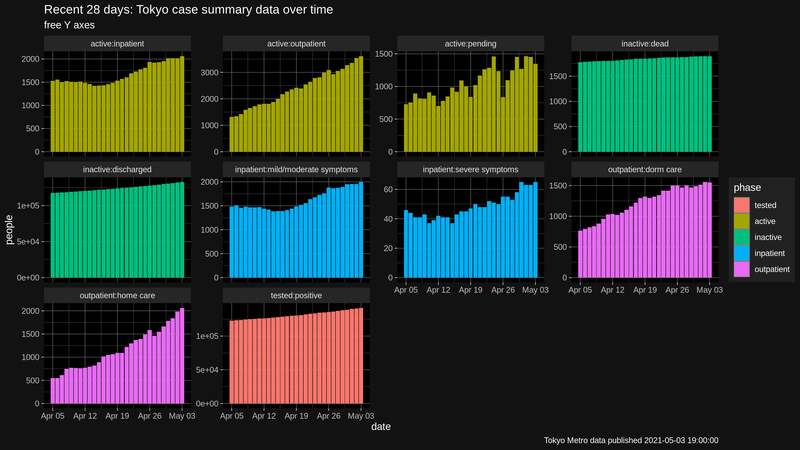 Recent 28 days: Tokyo case summary data over time
free Y axes
active:inpatient
active:outpatient
active:pending
inactive:dead
2000
1500
1000
500
0
3000
2000
1000
0
1500
1000
500
0
1500
1000
500
0
inactive:discharged
inpatient:mild/moderate symptoms
inpatient:severe symptoms
outpatient:dorm care
1e+05
5e+04
0e+00
2000
1500
1000
500
0
60
40
20
0
1500
1000
500
0
Apr 05 Apr 12 Apr 19 Apr 26 May 03
Apr 05 Apr 12 Apr 19 Apr 26 May 03
people
outpatient:home care
tested:positive
2000
1500
1000
500
0
1e+05
5e+04
0e+00
Apr 05 Apr 12 Apr 19 Apr 26 May 03
Apr 05 Apr 12 Apr 19 Apr 26 May 03
date
phase
tested
active
inactive
inpatient
outpatient
Tokyo Metro data published 2021-05-03 19:00:00